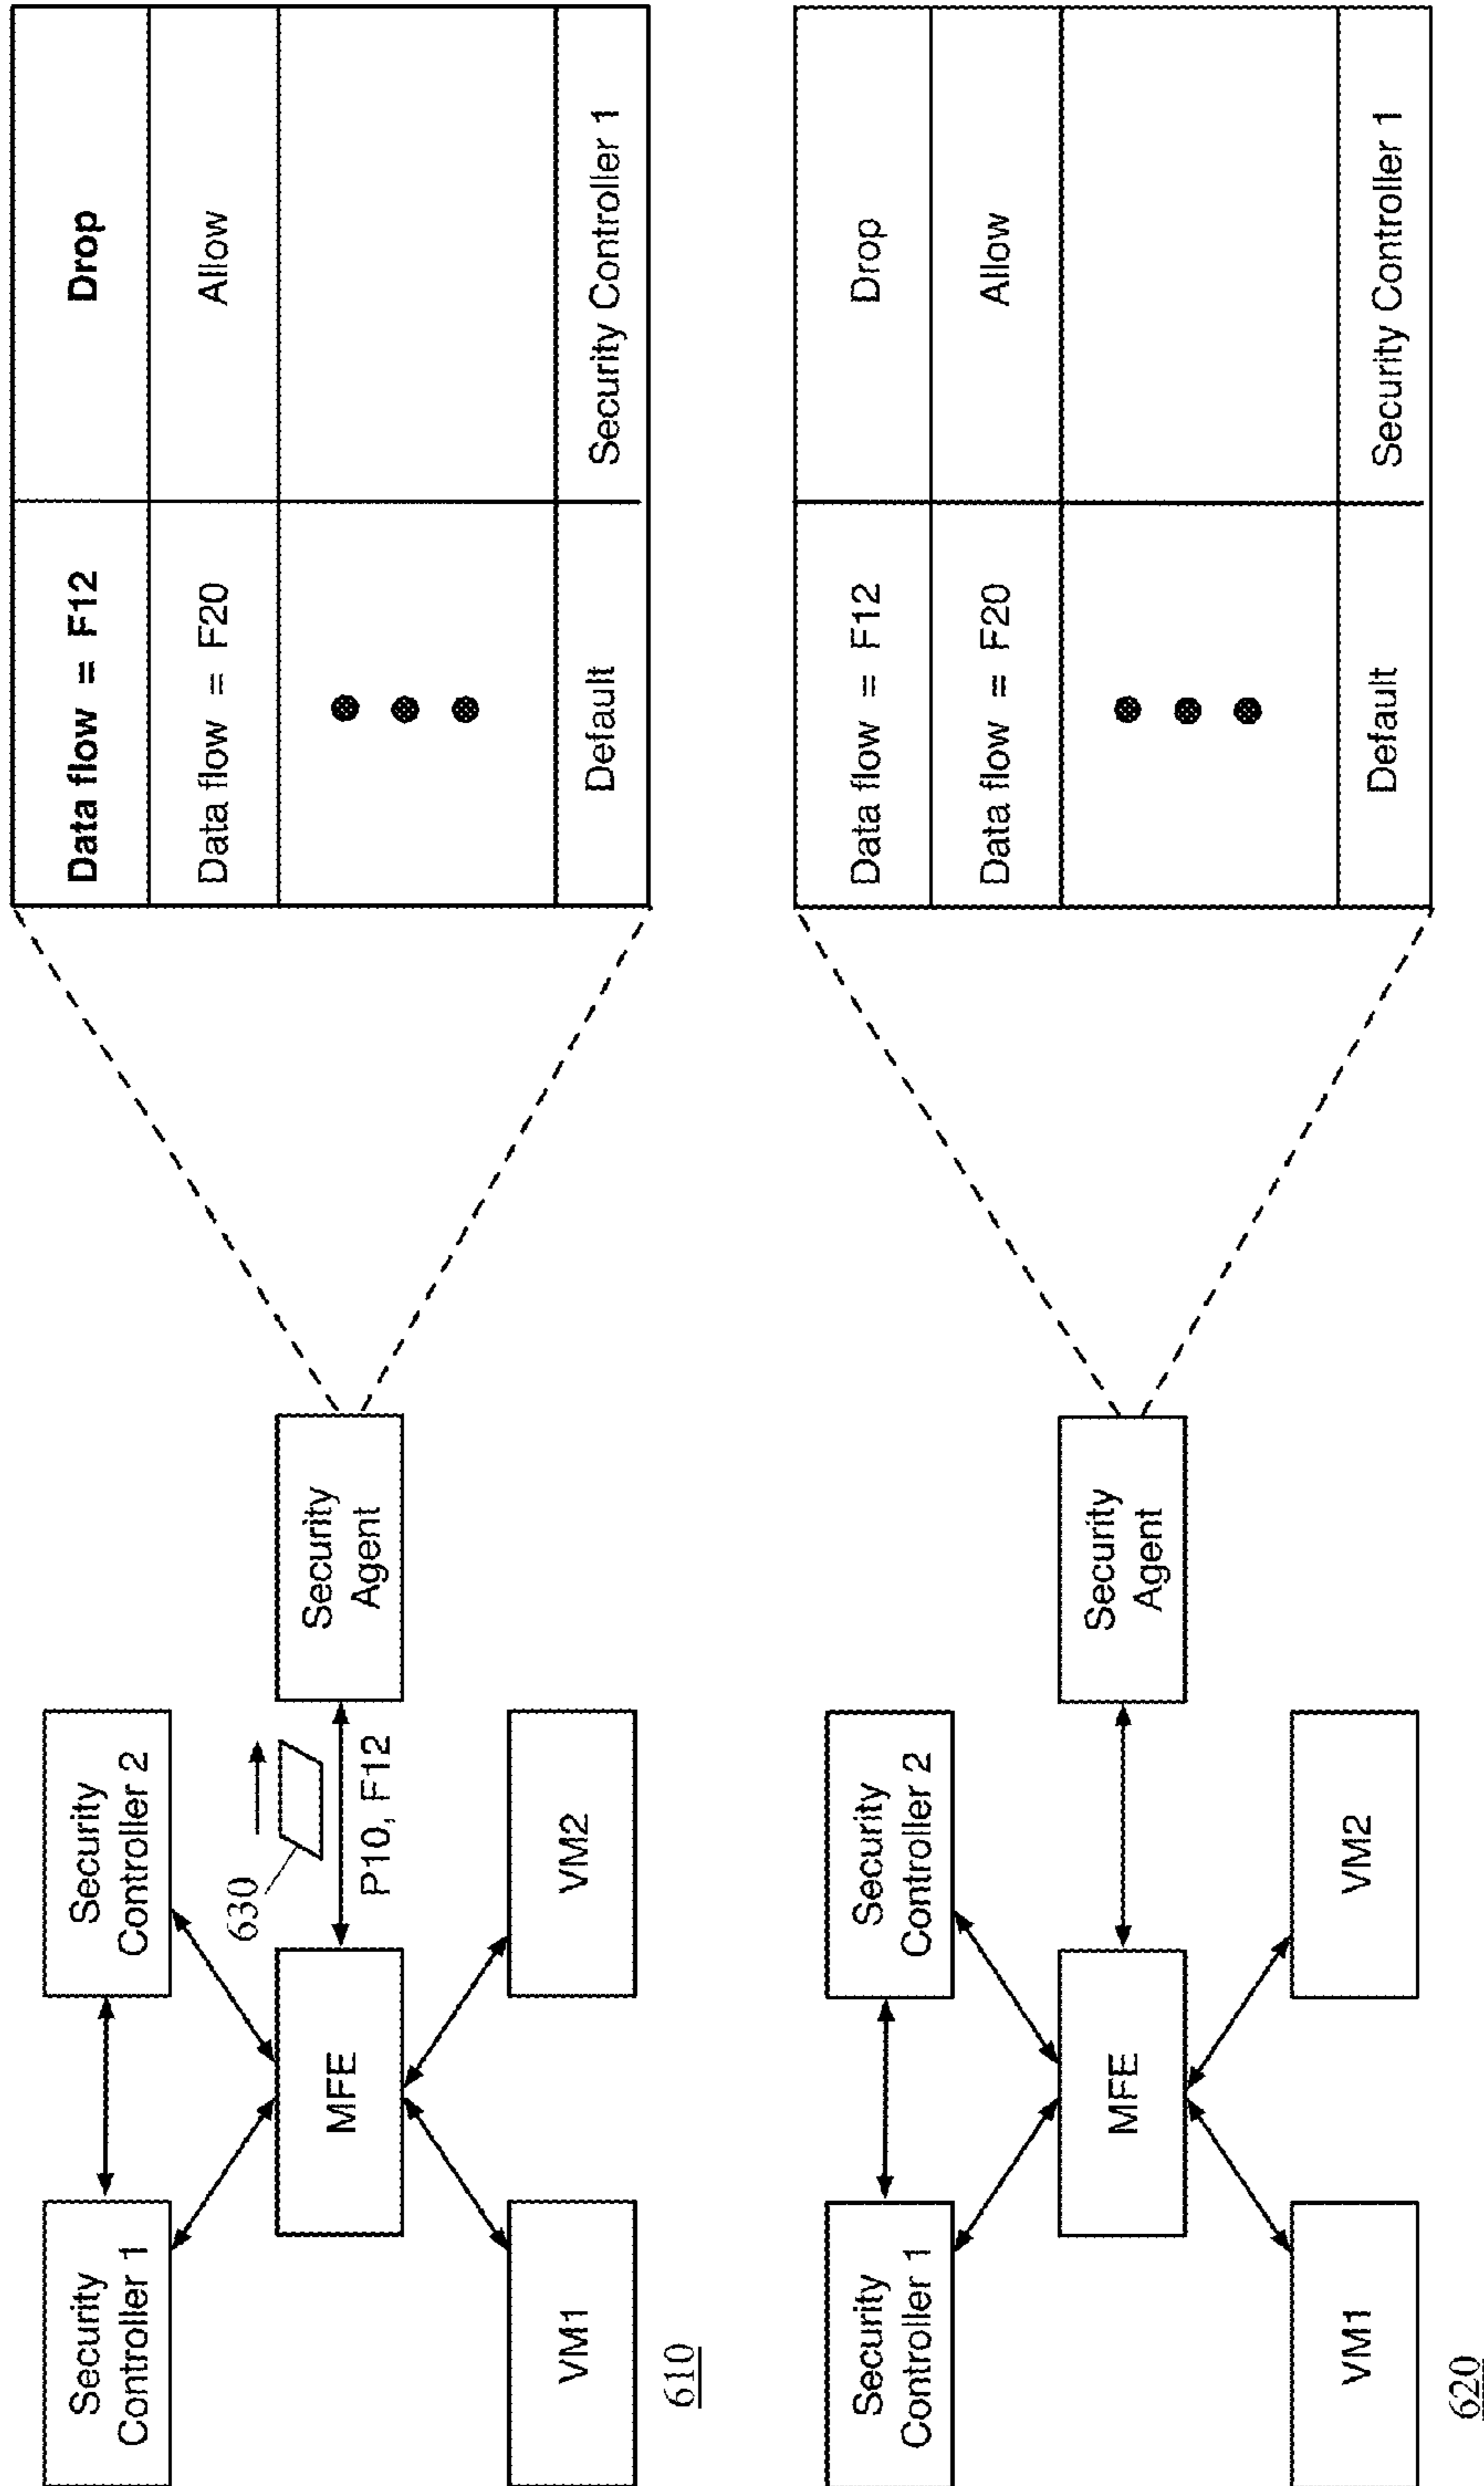 Security
Controller 1
Security
Controller 2
MFE
630
P10, F12
Security
Agent
VM1
VM2
Data flow = F12
Drop
Data flow = F20
Allow
Default
Security Controller 1
610
Security
Controller 1
Security
Controller 2
MFE
Security
Agent
VM1
VM2
Data flow = F12
Drop
Data flow = F20
Allow
Default
Security Controller 1
620